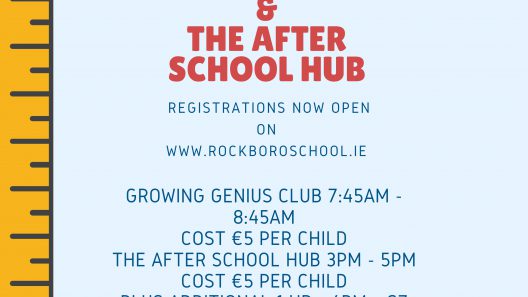 &
THE AFTER
SCHOOL HUB
REGISTRATIONS NOW OPEN
ON
WWW.ROCKBOROSCHOOL.IE
GROWING GENIUS CLUB 7:45AM -
8:45AM
COST €5 PER CHILD
THE AFTER SCHOOL HUB 3PM - 5PM
COST €5 PER CHILD